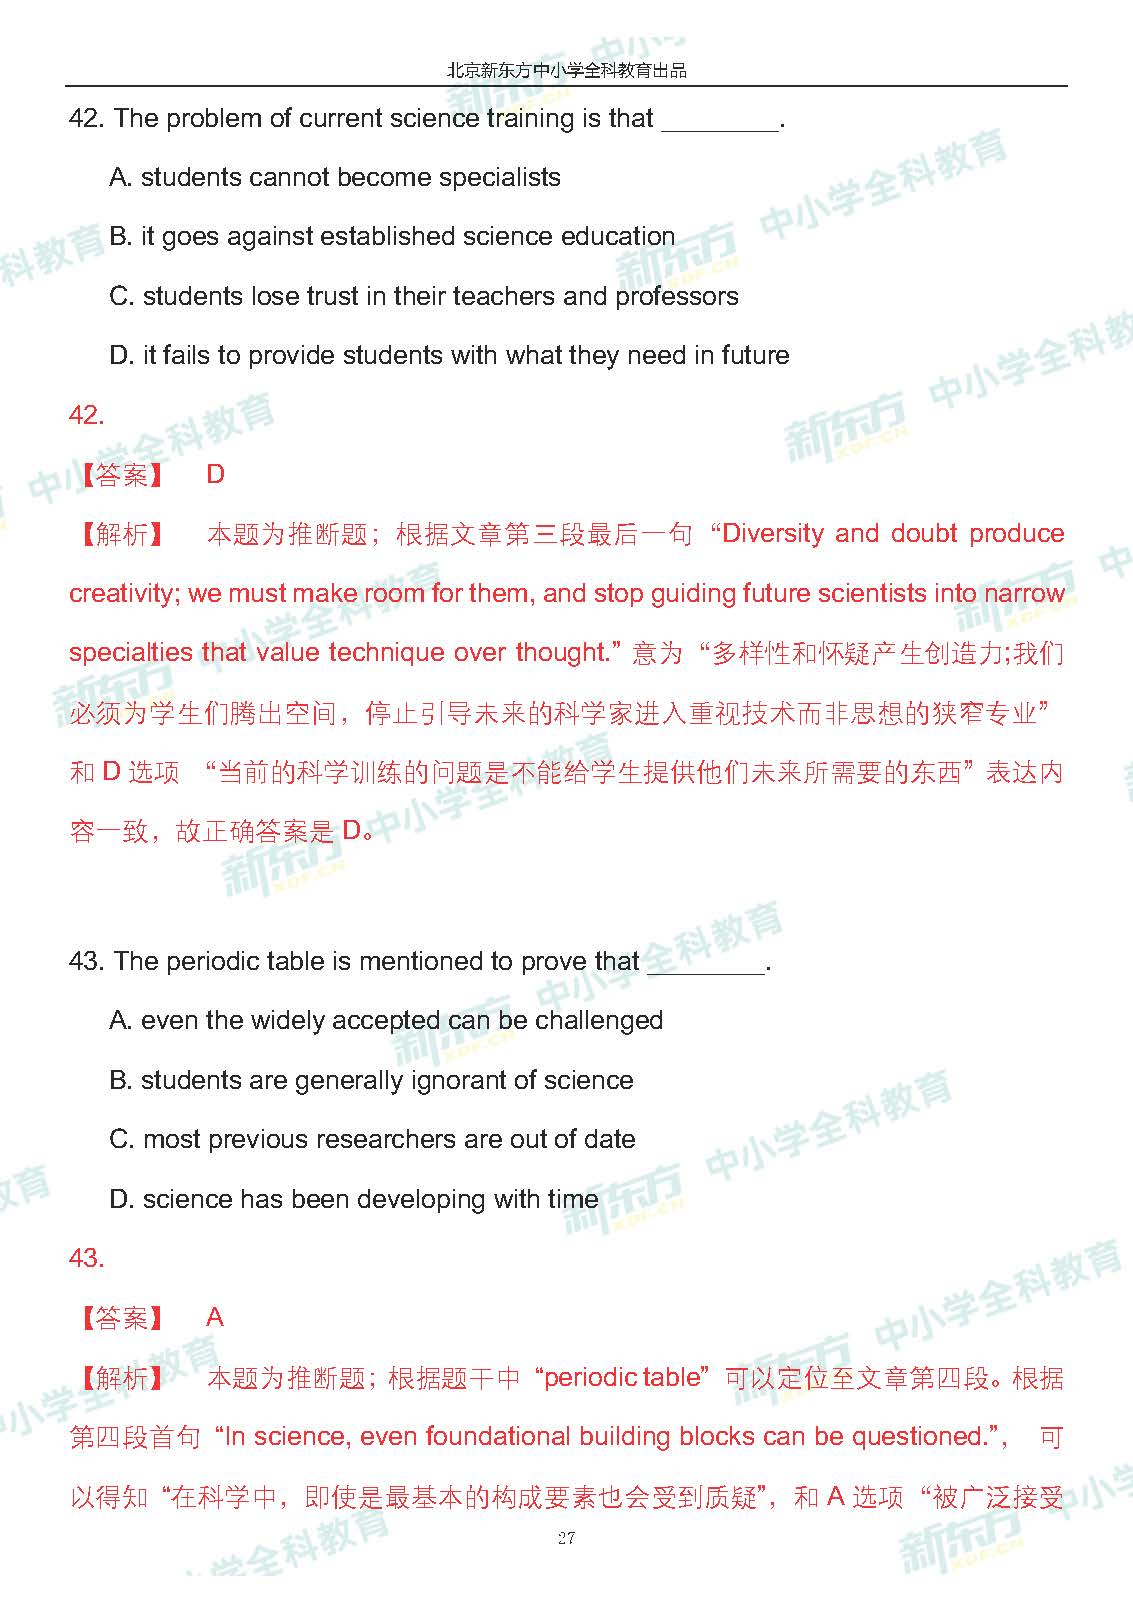 北京新东方中小学全科教育出品
42. The problem of current science training is that ________.
A. students cannot become specialists
B. it goes against established science education
C. students lose trust in their teachers and professors
D. it fails to provide students with what they need in future
42.
【答案】 D
【解析】 本题为推断题；根据文章第三段最后一句“Diversity and doubt produce
creativity; we must make room for them, and stop guiding future scientists into narrow
specialties that value technique over thought.”意为“多样性和怀疑产生创造力;我们
必须为学生们腾出空间，停止引导未来的科学家进入重视技术而非思想的狭窄专业”
和 D 选项 “当前的科学训练的问题是不能给学生提供他们未来所需要的东西”表达内
容一致，故正确答案是 D。
43. The periodic table is mentioned to prove that ________.
A. even the widely accepted can be challenged
B. students are generally ignorant of science
C. most previous researchers are out of date
D. science has been developing with time
43.
【答案】 A
【解析】 本题为推断题；根据题干中“periodic table”可以定位至文章第四段。根据
第四段首句“In science, even foundational building blocks can be questioned.”， 可
以得知“在科学中，即使是最基本的构成要素也会受到质疑”，和 A 选项“被广泛接受
27